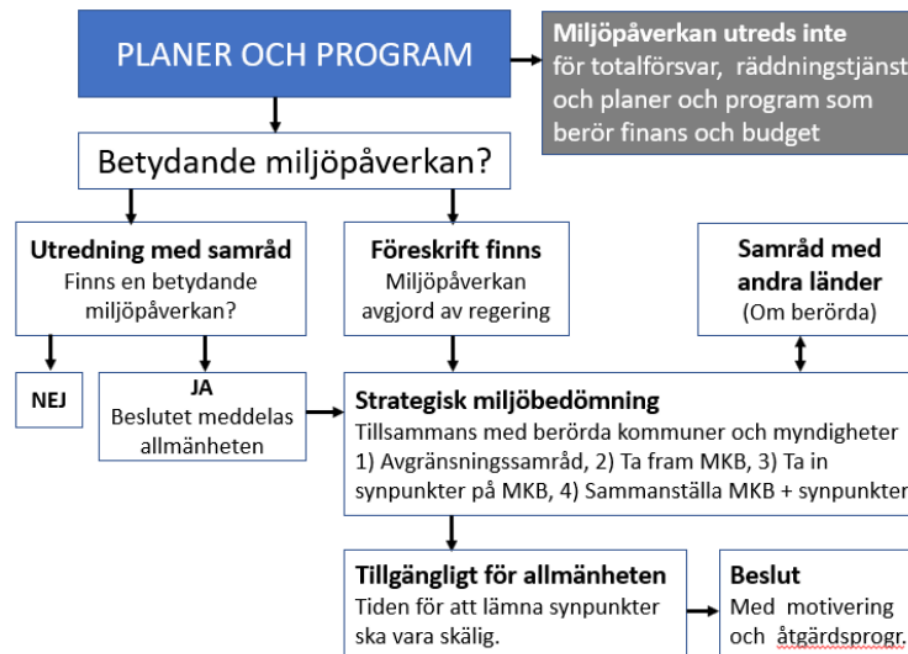 PLANER OCH PROGRAM
Miljöpåverkan utreds inte
för totalförsvar, räddningstjänst
och planer och program som
berör finans och budget
Betydande miljöpåverkan?
Utredning med samråd
Finns en betydande
miljöpåverkan?
Föreskrift finns
Miljöpåverkan
avgjord av regering
Samråd med
andra länder
(Om berörda)
NEJ
JA
Beslutet meddelas
allmänheten
Strategisk miljöbedömning
Tillsammans med berörda kommuner och myndigheter
1) Avgränsningssamråd, 2) Ta fram MKB, 3) Ta in
synpunkter på MKB, 4) Sammanställa MKB + synpunkter
Tillgängligt för allmänheten
Tiden för att lämna synpunkter
ska vara skälig.
Beslut
Med motivering
och åtgärdsprogr.